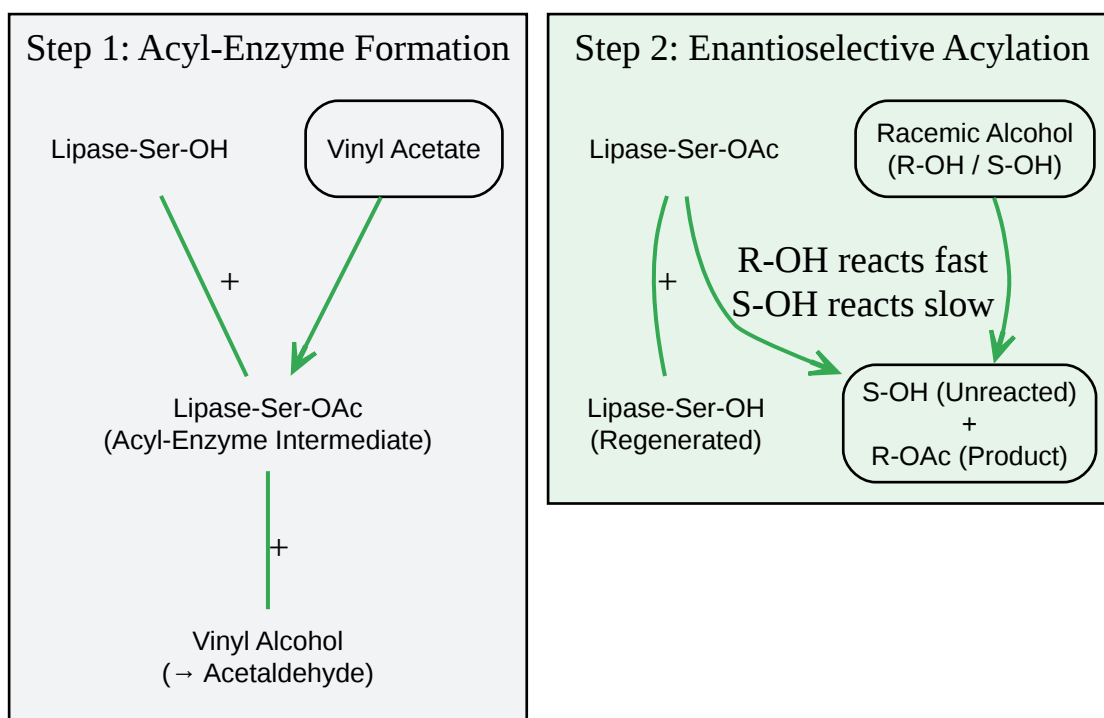 Step 1: Acyl-Enzyme Formation
Lipase-Ser-OH
Vinyl Acetate
+
Lipase-Ser-OAc
(Acyl-Enzyme Intermediate)
+
Vinyl Alcohol
(→ Acetaldehyde)
Step 2: Enantioselective Acylation
Lipase-Ser-OAc
Racemic Alcohol
(R-OH / S-OH)
R-OH reacts fast
S-OH reacts slow
+
Lipase-Ser-OH
(Regenerated)
S-OH (Unreacted)
+
R-OAc (Product)